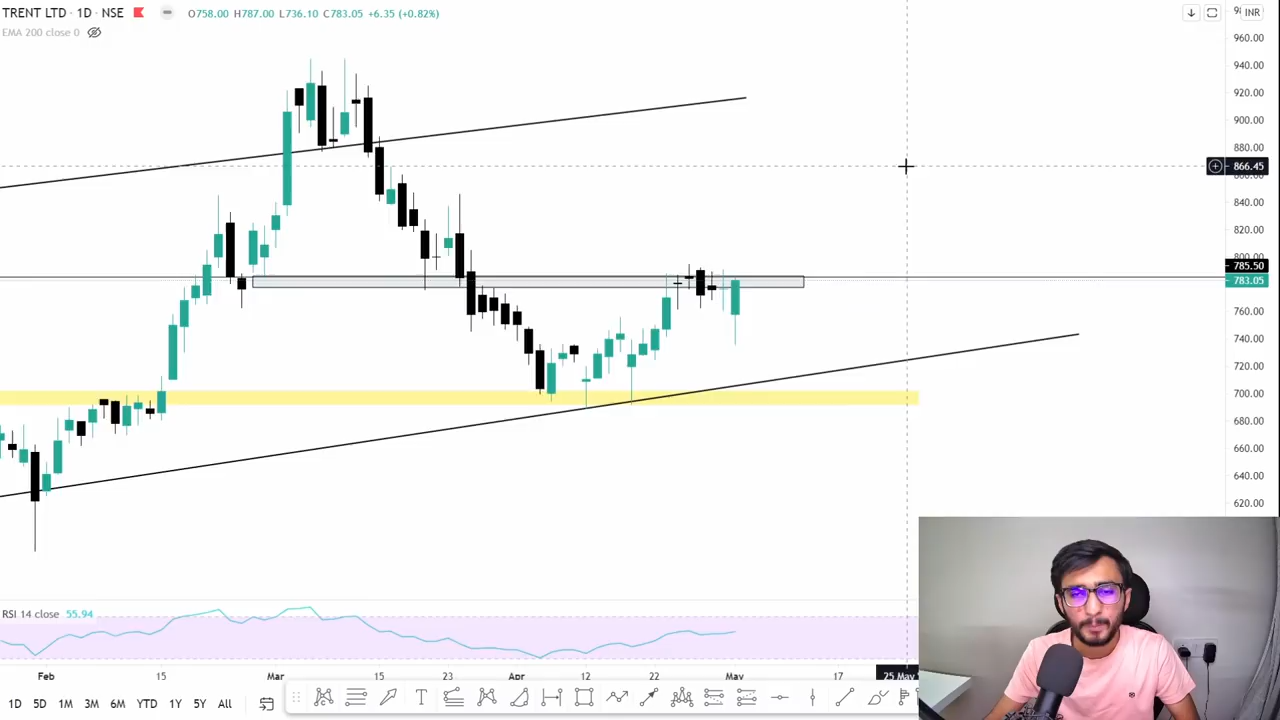 TRENT LTD · 1D · NSE
O758.00 H787.00 L736.10 C783.05 +6.35 (+0.82%)
EMA 200 close 0
INR
960.00
940.00
920.00
900.00
880.00
866.45
840.00
820.00
800.00
785.50
783.05
760.00
740.00
720.00
700.00
680.00
660.00
640.00
620.00
RSI 14 close 55.94
Feb 15 Mar 15 23 Apr 12 22 May 17 25 May
1D 5D 1M 3M 6M YTD 1Y 5Y All